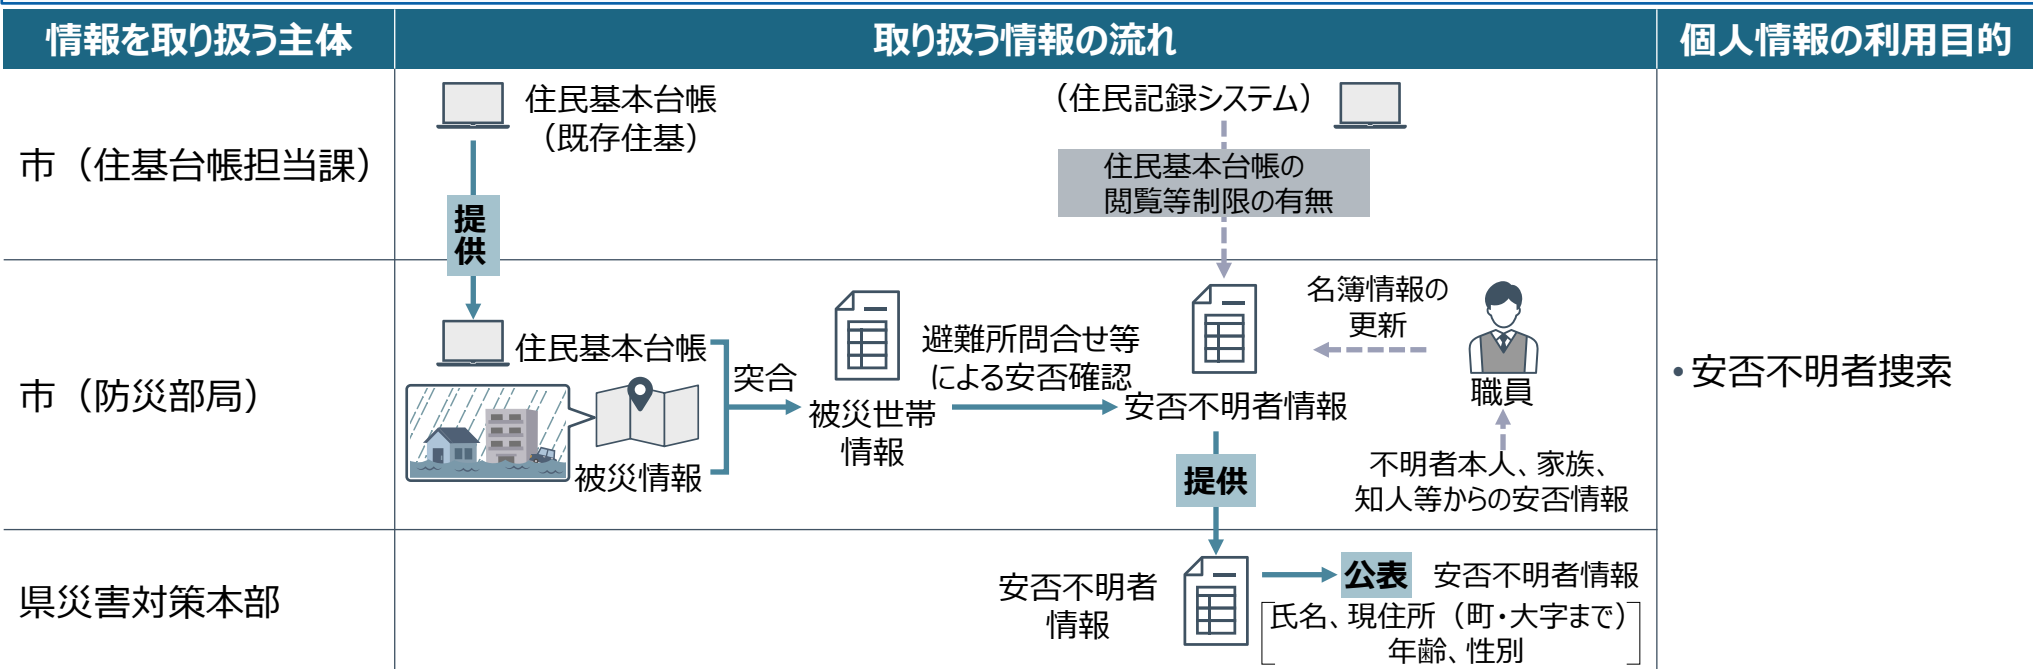 情報を取り扱う主体
取り扱う情報の流れ
個人情報の利用目的
市（住基台帳担当課）
住民基本台帳
（既存住基）
（住民記録システム）
住民基本台帳の
閲覧等制限の有無
提
供
市（防災部局）
住民基本台帳
被災情報
突合
被災世帯
情報
避難所問合せ等
による安否確認
安否不明者情報
名簿情報の
更新
職員
不明者本人、家族、
知人等からの安否情報
提供
・安否不明者捜索
県災害対策本部
安否不明者
情報
公表
安否不明者情報
氏名、現住所（町・大字まで）
年齢、性別